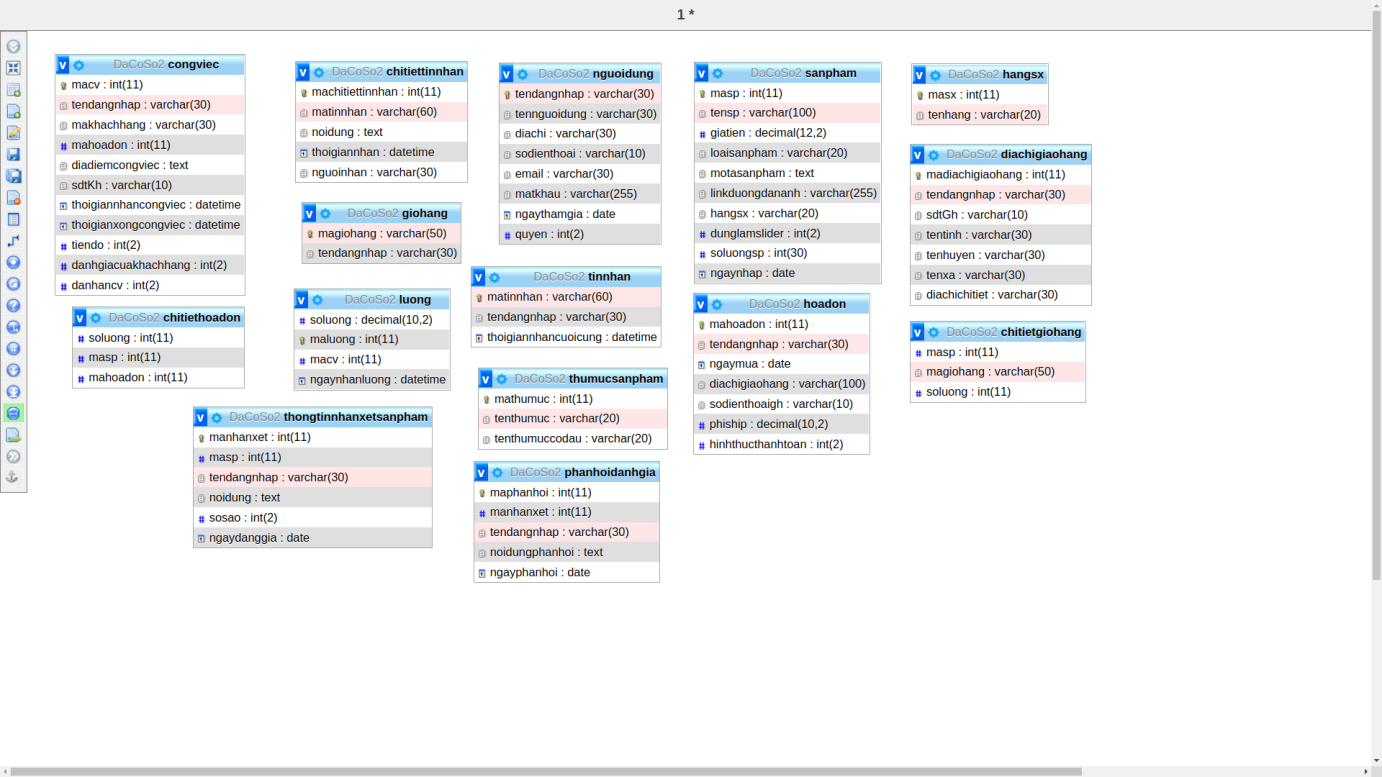 1 *
DaCoSo2 congviec
macv : int(11)
tendangnhap : varchar(30)
makhachhang : varchar(30)
mahoadon : int(11)
diadiemcongviec : text
sdtKh : varchar(10)
thoigiannhancongviec : datetime
thoigianxongcongviec : datetime
tiendo : int(2)
danhgiacuakhachhang : int(2)
danhancv : int(2)
DaCoSo2 chitiethoadon
soluong : int(11)
masp : int(11)
mahoadon : int(11)
DaCoSo2 chitiettinnhan
machitiettinnhan : int(11)
matinnhan : varchar(60)
noidung : text
thoigiannhan : datetime
nguoinhan : varchar(30)
DaCoSo2 giohang
magiohang : varchar(50)
tendangnhap : varchar(30)
DaCoSo2 luong
soluong : decimal(10,2)
maluong : int(11)
macv : int(11)
ngaynhanluong : datetime
DaCoSo2 thongtinnhanxetsanpham
manhanxet : int(11)
masp : int(11)
tendangnhap : varchar(30)
noidung : text
sosao : int(2)
ngaydanggia : date
DaCoSo2 nguoidung
tendangnhap : varchar(30)
tennguoidung : varchar(30)
diachi : varchar(30)
sodienthoai : varchar(10)
email : varchar(30)
matkhau : varchar(255)
ngaythamgia : date
quyen : int(2)
DaCoSo2 tinnhan
matinnhan : varchar(60)
tendangnhap : varchar(30)
thoigiannhancuoicung : datetime
DaCoSo2 thumucsanpham
mathumuc : int(11)
tenthumuc : varchar(20)
tenthumuccodau : varchar(20)
DaCoSo2 phanhoidanhgia
maphanhoi : int(11)
manhanxet : int(11)
tendangnhap : varchar(30)
noidungphanhoi : text
ngayphanhoi : date
DaCoSo2 sanpham
masp : int(11)
tensp : varchar(100)
giatien : decimal(12,2)
loaisanpham : varchar(20)
motasanpham : text
linkduongdananh : varchar(255)
hangsx : varchar(20)
dunglamslider : int(2)
soluongsp : int(30)
ngaynhap : date
DaCoSo2 hoadon
mahoadon : int(11)
tendangnhap : varchar(30)
ngaymua : date
diachigiaohang : varchar(100)
sodienthoaigh : varchar(10)
phiship : decimal(10,2)
hinhthucthanhtoan : int(2)
DaCoSo2 hangsx
masx : int(11)
tenhang : varchar(20)
DaCoSo2 diachigiaohang
madiachigiaohang : int(11)
tendangnhap : varchar(30)
sdtGh : varchar(10)
tentinh : varchar(30)
tenhuyen : varchar(30)
tenxa : varchar(30)
diachichitiet : varchar(30)
DaCoSo2 chitietgiohang
masp : int(11)
magiohang : varchar(50)
soluong : int(11)